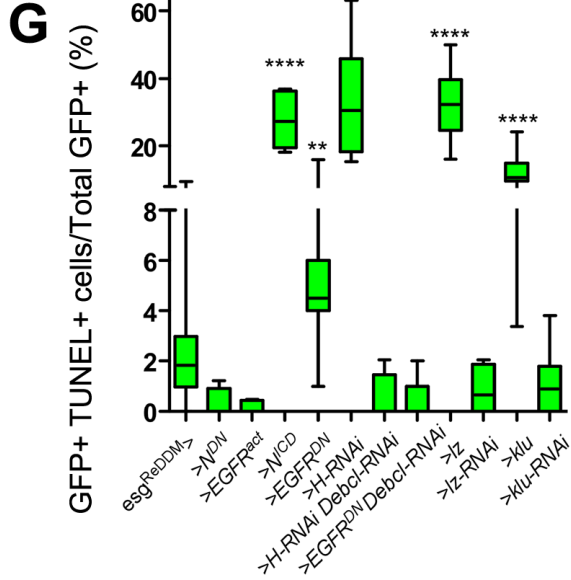 G
GFP+ TUNEL+ cells/Total GFP+ (%)
60
40
20
8
6
4
2
0
****
**
****
****
esgReDDM>
>NDN
>EGFRact
>NICD
>EGFRDN
>H-RNAi
>H-RNAi Debcl-RNAi
>EGFRDN Debcl-RNAi
>lz
>lz-RNAi
>klu
>klu-RNAi